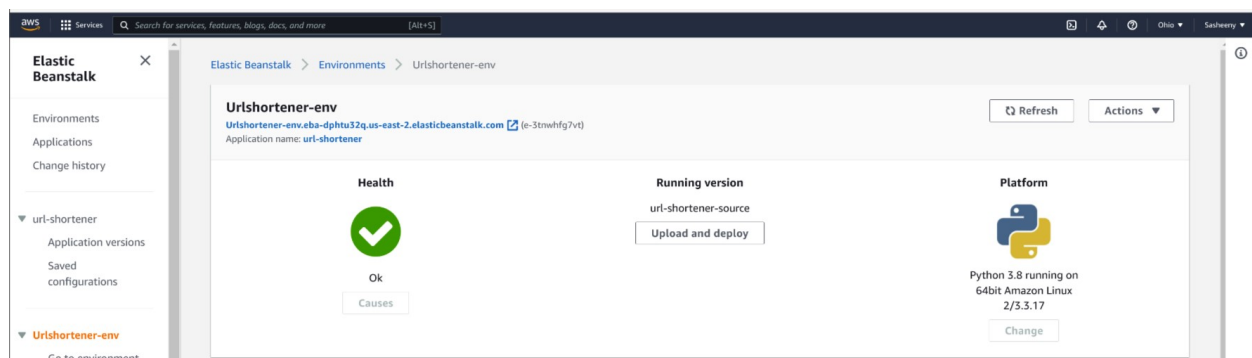 aws
Services
Search for services, features, blogs, docs, and more [Alt+S]
Ohio ▼
Sasheeny ▼
Elastic Beanstalk
Environments
Applications
Change history
url-shortener
Application versions
Saved configurations
Urlshortener-env
Go to environment
Elastic Beanstalk > Environments > Urlshortener-env
Urlshortener-env
Urlshortener-env.eba-dphtu32q.us-east-2.elasticbeanstalk.com (e-3tnwhfg7vt)
Application name: url-shortener
Refresh
Actions ▼
Health
Ok
Causes
Running version
url-shortener-source
Upload and deploy
Platform
Python 3.8 running on
64bit Amazon Linux
2/3.3.17
Change